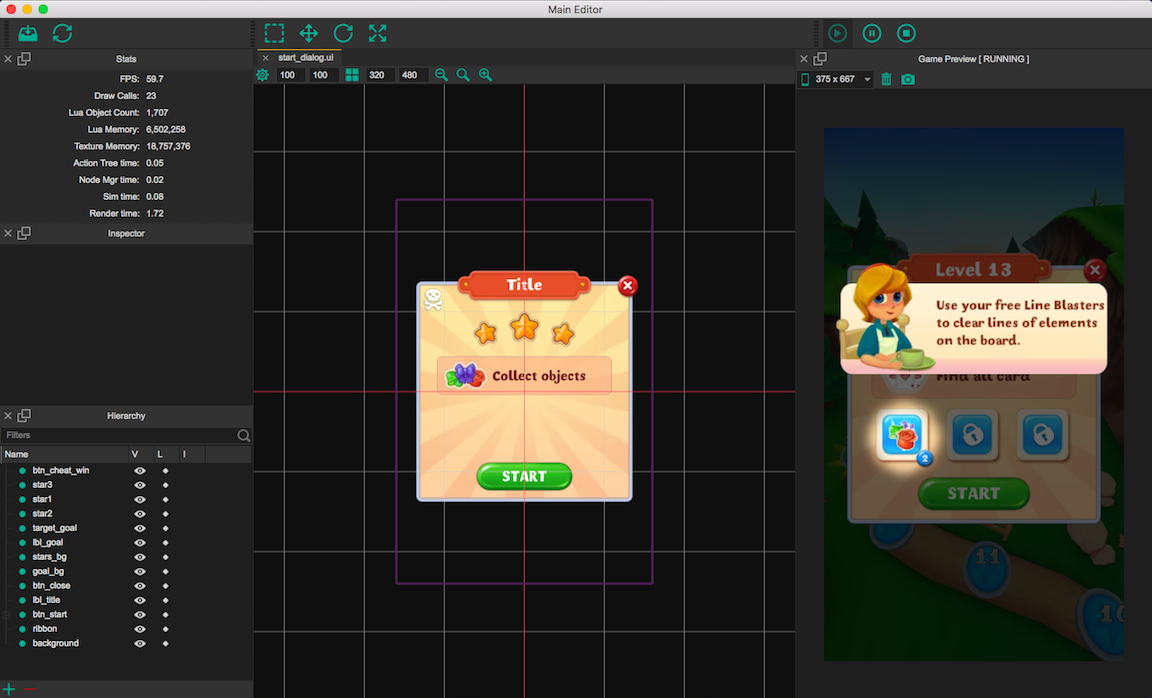 Main Editor
Stats
FPS: 59.7
Draw Calls: 23
Lua Object Count: 1,707
Lua Memory: 6,502,258
Texture Memory: 18,757,376
Action Tree time: 0.05
Node Mgr time: 0.02
Sim time: 0.08
Render time: 1.72
Inspector
Hierarchy
Filters
Name V L I
btn_cheat_win
star3
star1
star2
target_goal
lbl_goal
stars_bg
goal_bg
btn_close
lbl_title
btn_start
ribbon
background
start_dialog.ui
100 100 320 480
Title
Collect objects
START
Game Preview [ RUNNING ]
375 x 667
Level 13
Use your free Line Blasters
to clear lines of elements
on the board.
Find all card
2
START
11
10